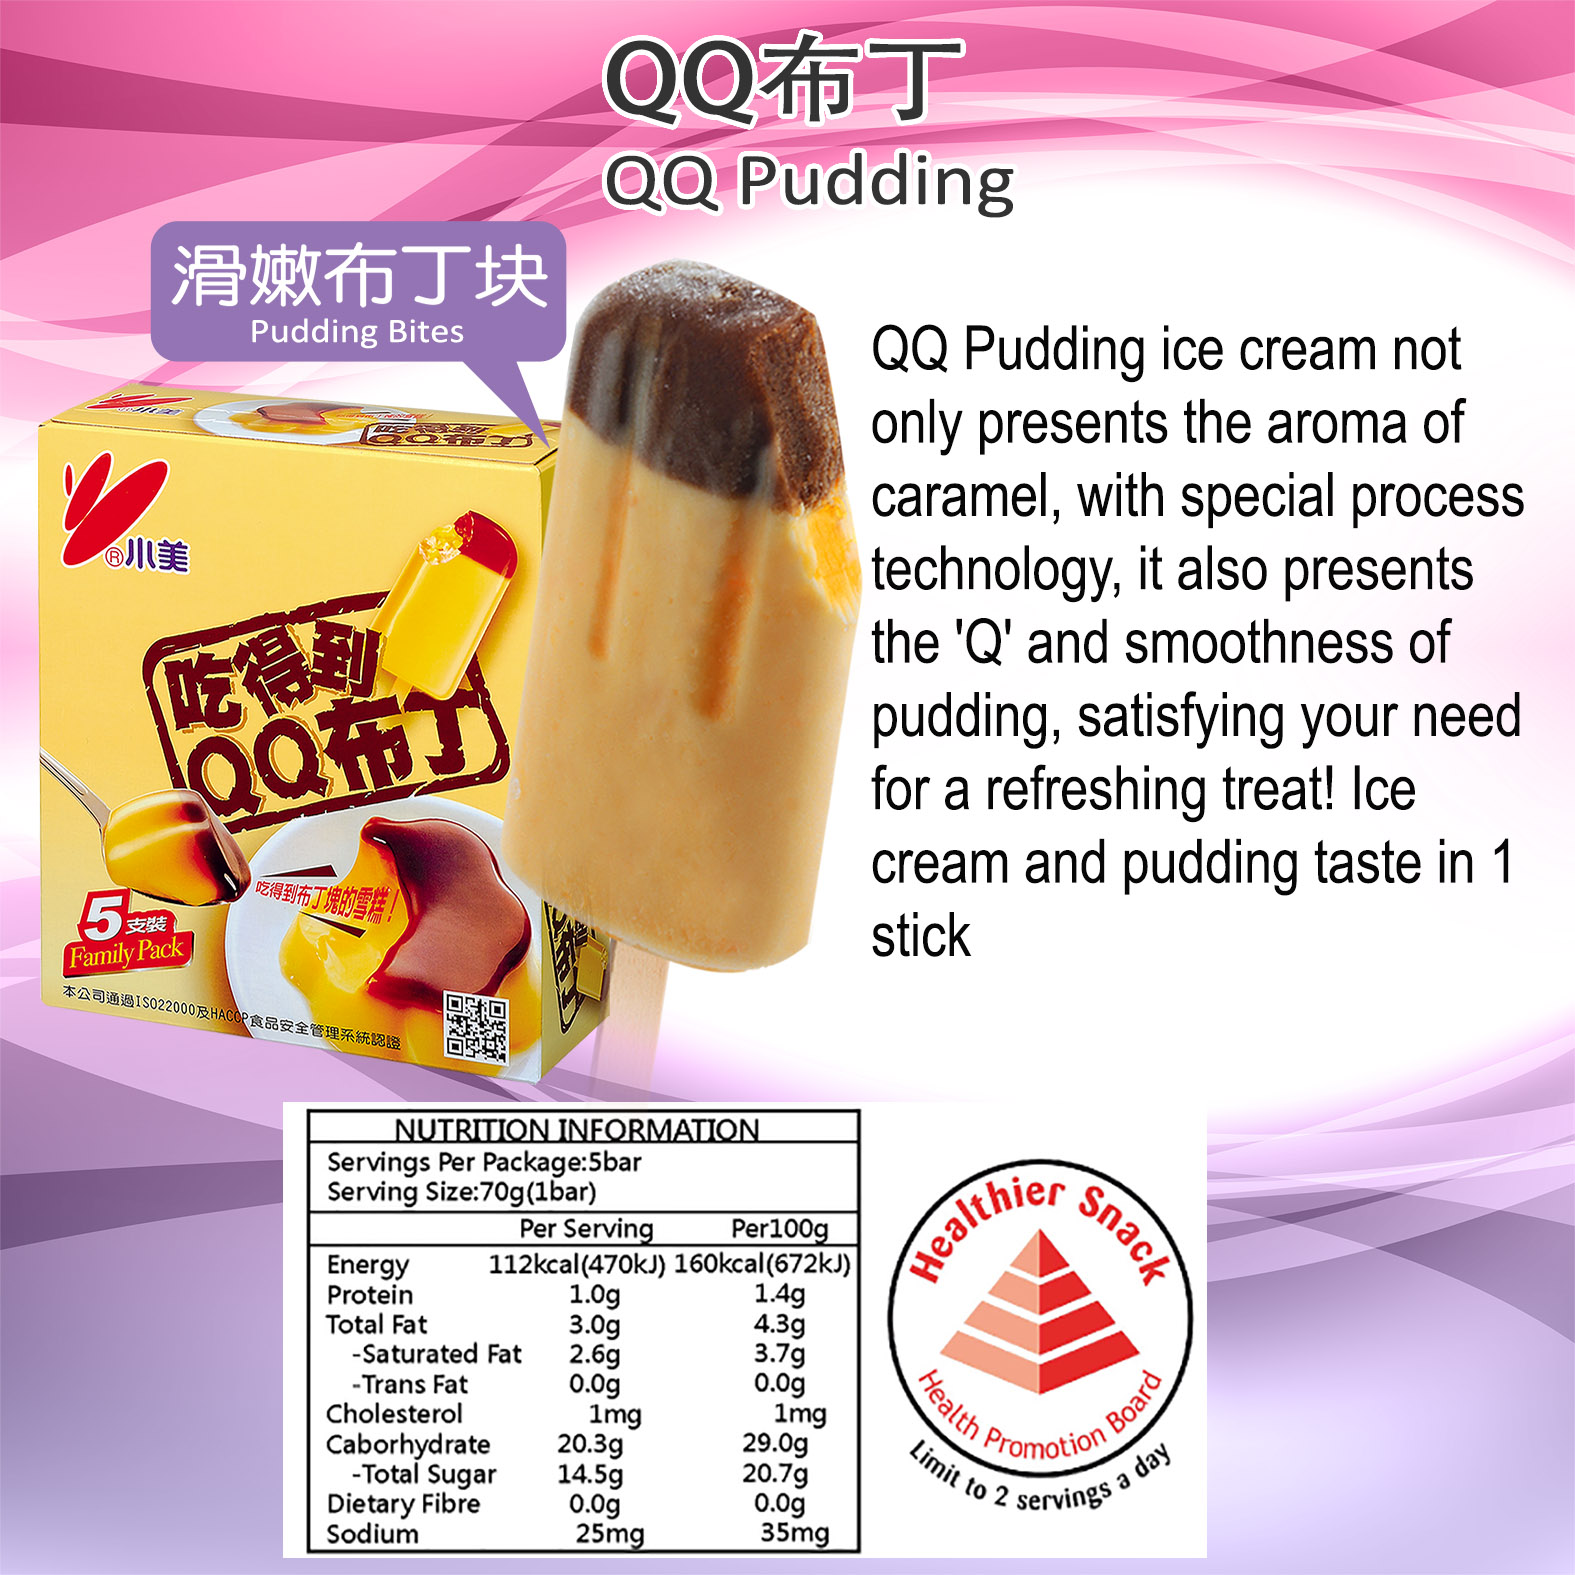 QQ布丁
QQ Pudding
滑嫩布丁块
Pudding Bites
小美
吃得到
QQ布丁
®小美
吃得到
QQ布丁
吃得到布丁塊的雪糕!
5支裝
Family Pack
本公司通過ISO22000及HACCP食品安全管理系統認證
QQ Pudding ice cream not
only presents the aroma of
caramel, with special process
technology, it also presents
the 'Q' and smoothness of
pudding, satisfying your need
for a refreshing treat! Ice
cream and pudding taste in 1
stick
NUTRITION INFORMATION
Servings Per Package:5bar
Serving Size:70g(1bar)
Per Serving Per100g
Energy 112kcal(470kJ) 160kcal(672kJ)
Protein 1.0g 1.4g
Total Fat 3.0g 4.3g
-Saturated Fat 2.6g 3.7g
-Trans Fat 0.0g 0.0g
Cholesterol 1mg 1mg
Caborhydrate 20.3g 29.0g
-Total Sugar 14.5g 20.7g
Dietary Fibre 0.0g 0.0g
Sodium 25mg 35mg
Healthier Snack
Health Promotion Board
Limit to 2 servings a day